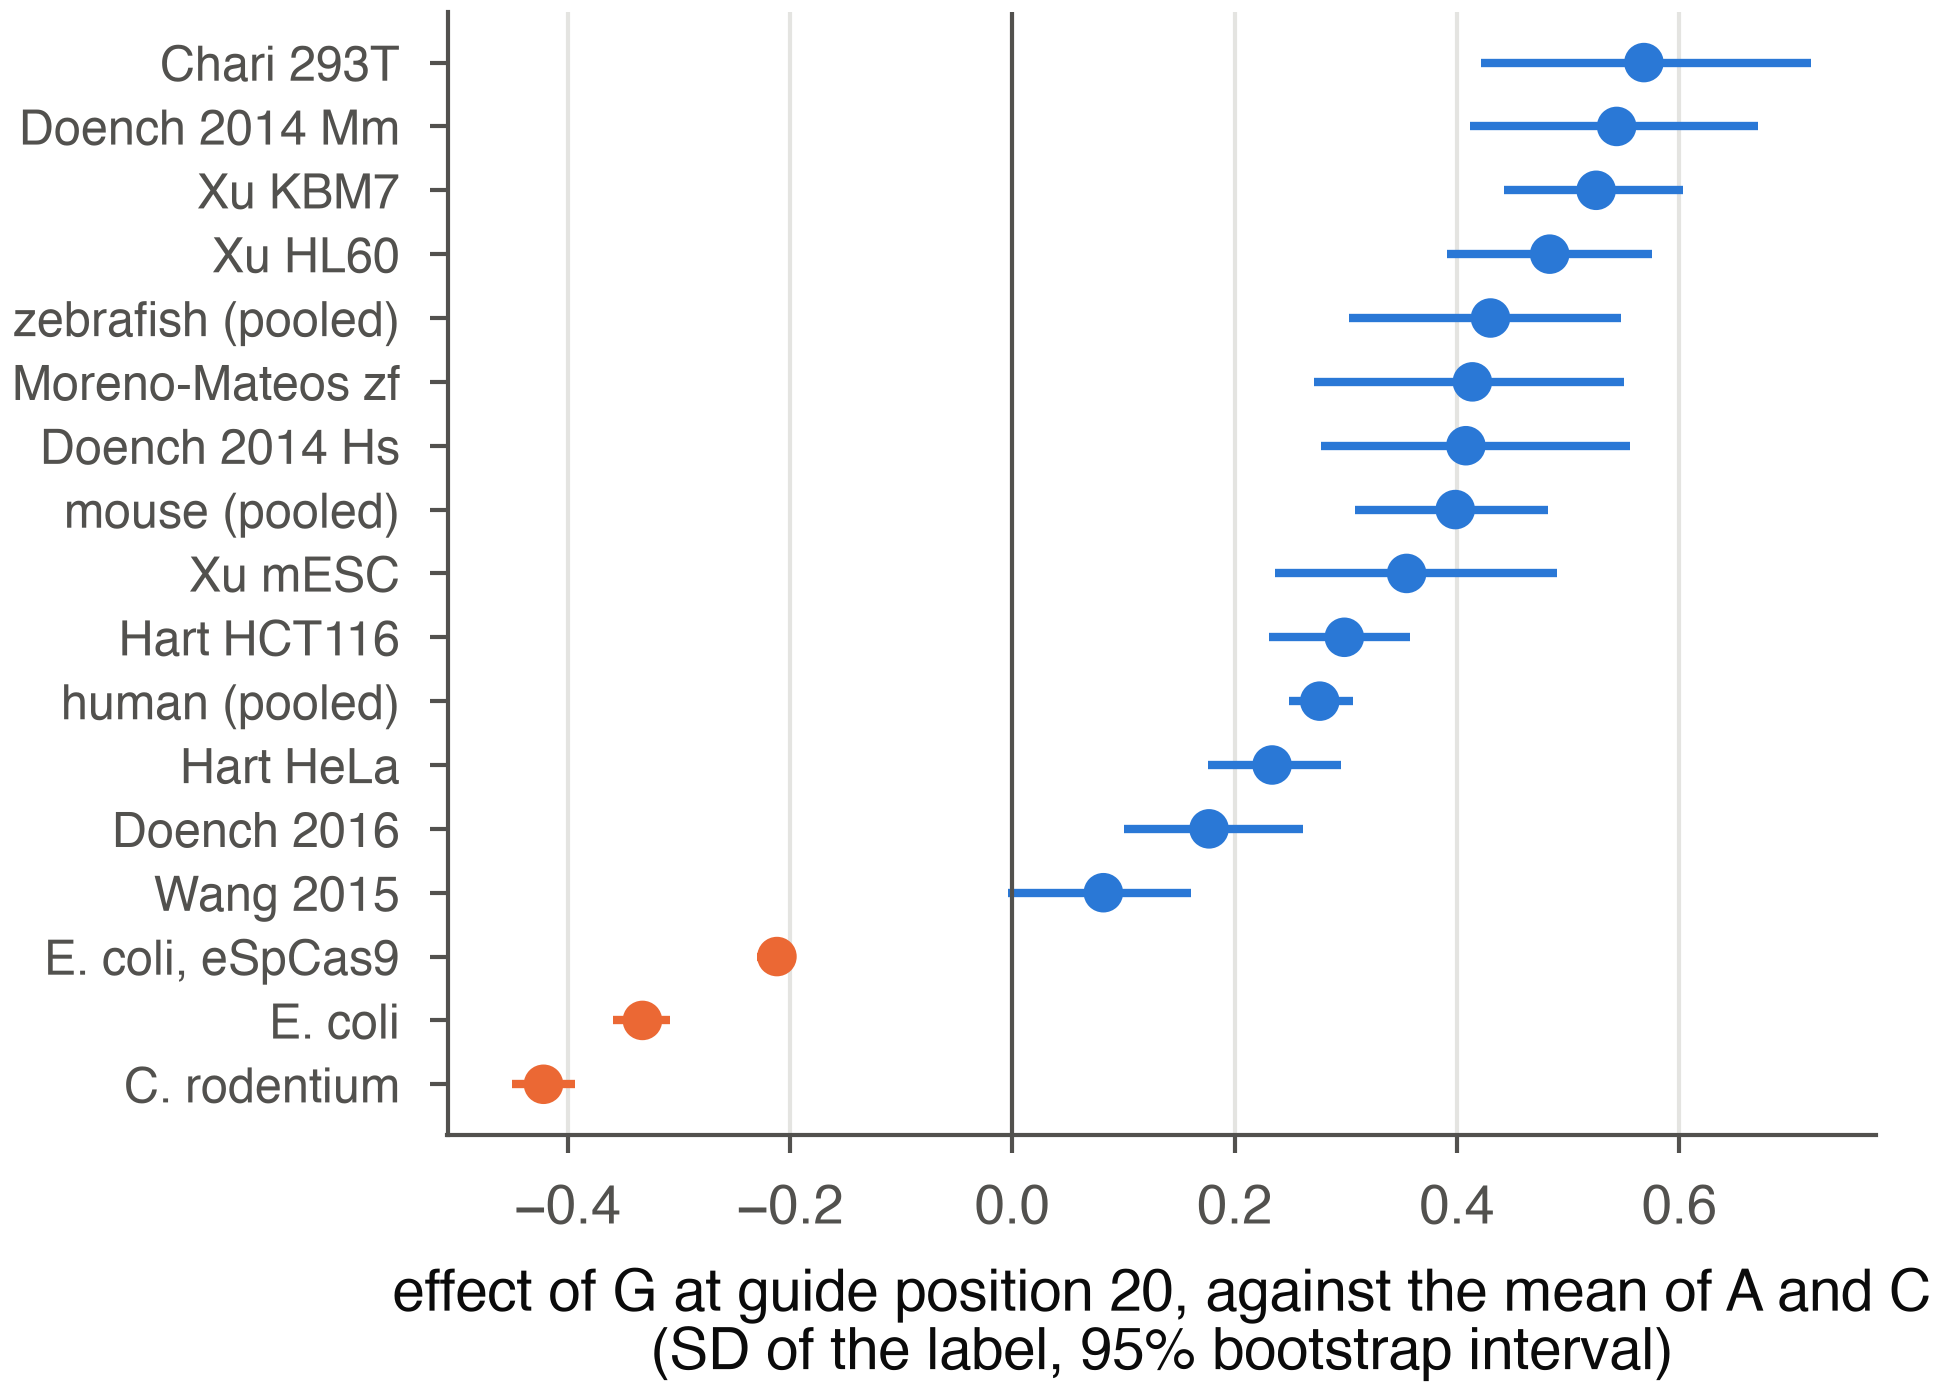 Chari 293T
Doench 2014 Mm
Xu KBM7
Xu HL60
zebrafish (pooled)
Moreno-Mateos zf
Doench 2014 Hs
mouse (pooled)
Xu mESC
Hart HCT116
human (pooled)
Hart HeLa
Doench 2016
Wang 2015
E. coli, eSpCas9
E. coli
C. rodentium
−0.4 −0.2 0.0 0.2 0.4 0.6
effect of G at guide position 20, against the mean of A and C
(SD of the label, 95% bootstrap interval)